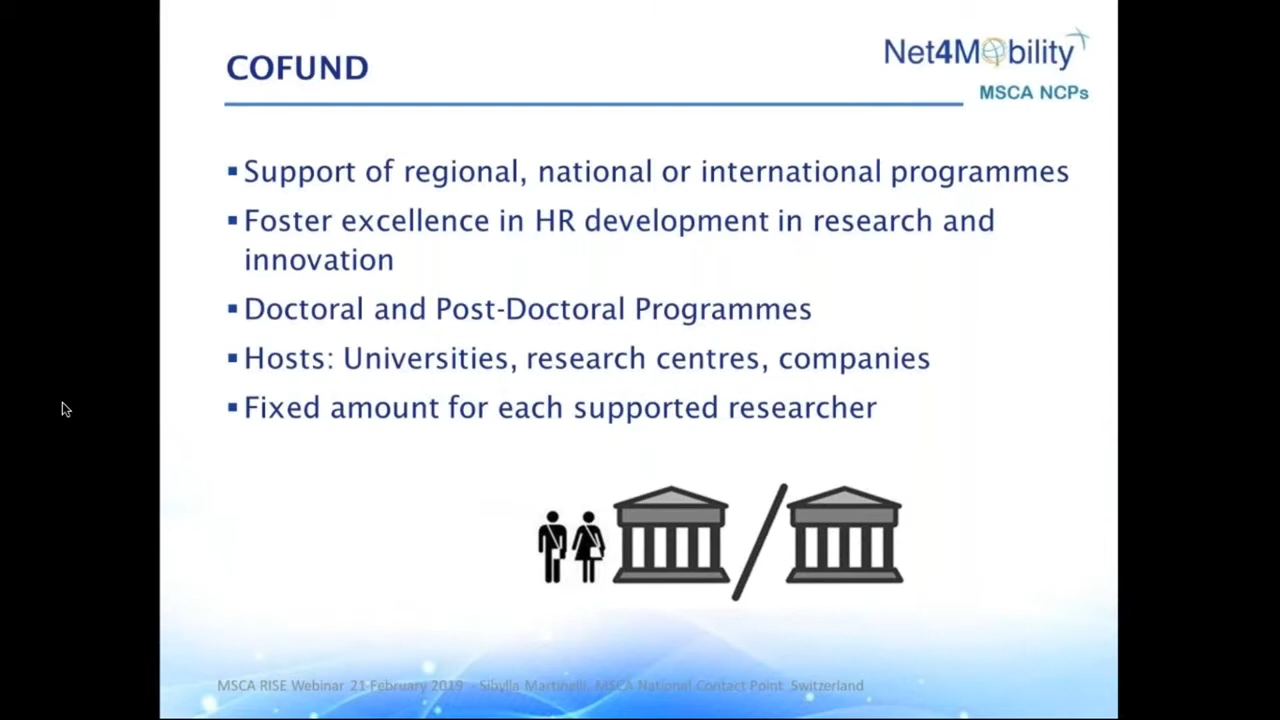 COFUND
Net4Mobility
MSCA NCPs
▪ Support of regional, national or international programmes
▪ Foster excellence in HR development in research and
innovation
▪ Doctoral and Post-Doctoral Programmes
▪ Hosts: Universities, research centres, companies
▪ Fixed amount for each supported researcher
MSCA RISE Webinar 21 February 2019 - Sibylla Martinelli, MSCA National Contact Point Switzerland